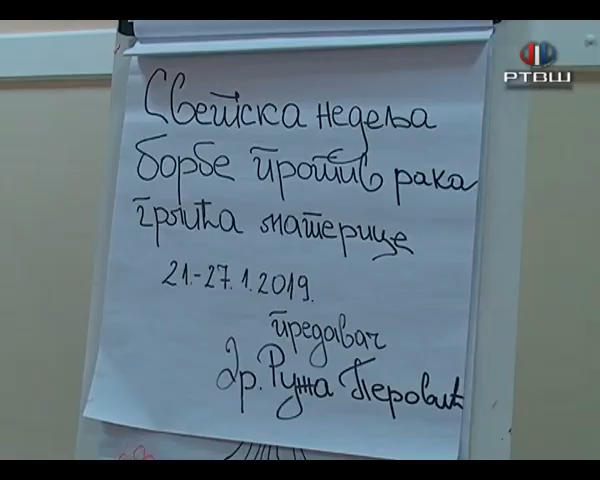 РТВШ
Светска недеља
борбе против рака
грлића материце
21.-27.1.2019.
предавач
Др. Ружа Перовић